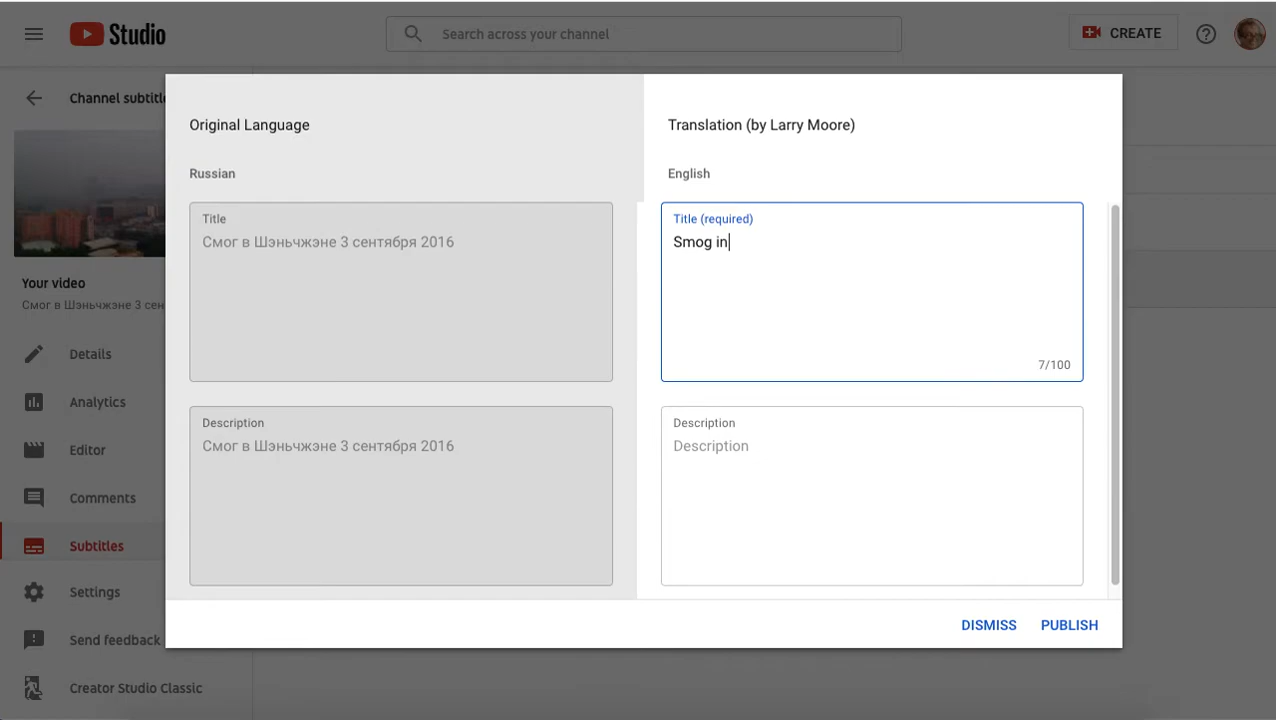 Studio
Search across your channel
CREATE
Channel subtitl
Original Language
Translation (by Larry Moore)
Russian
English
Title
Смог в Шэньчжэне 3 сентября 2016
Title (required)
Smog in
7/100
Your video
Смог в Шэньчжэне 3 сен
Details
Analytics
Editor
Comments
Subtitles
Settings
Send feedback
Creator Studio Classic
Description
Смог в Шэньчжэне 3 сентября 2016
Description
Description
DISMISS
PUBLISH